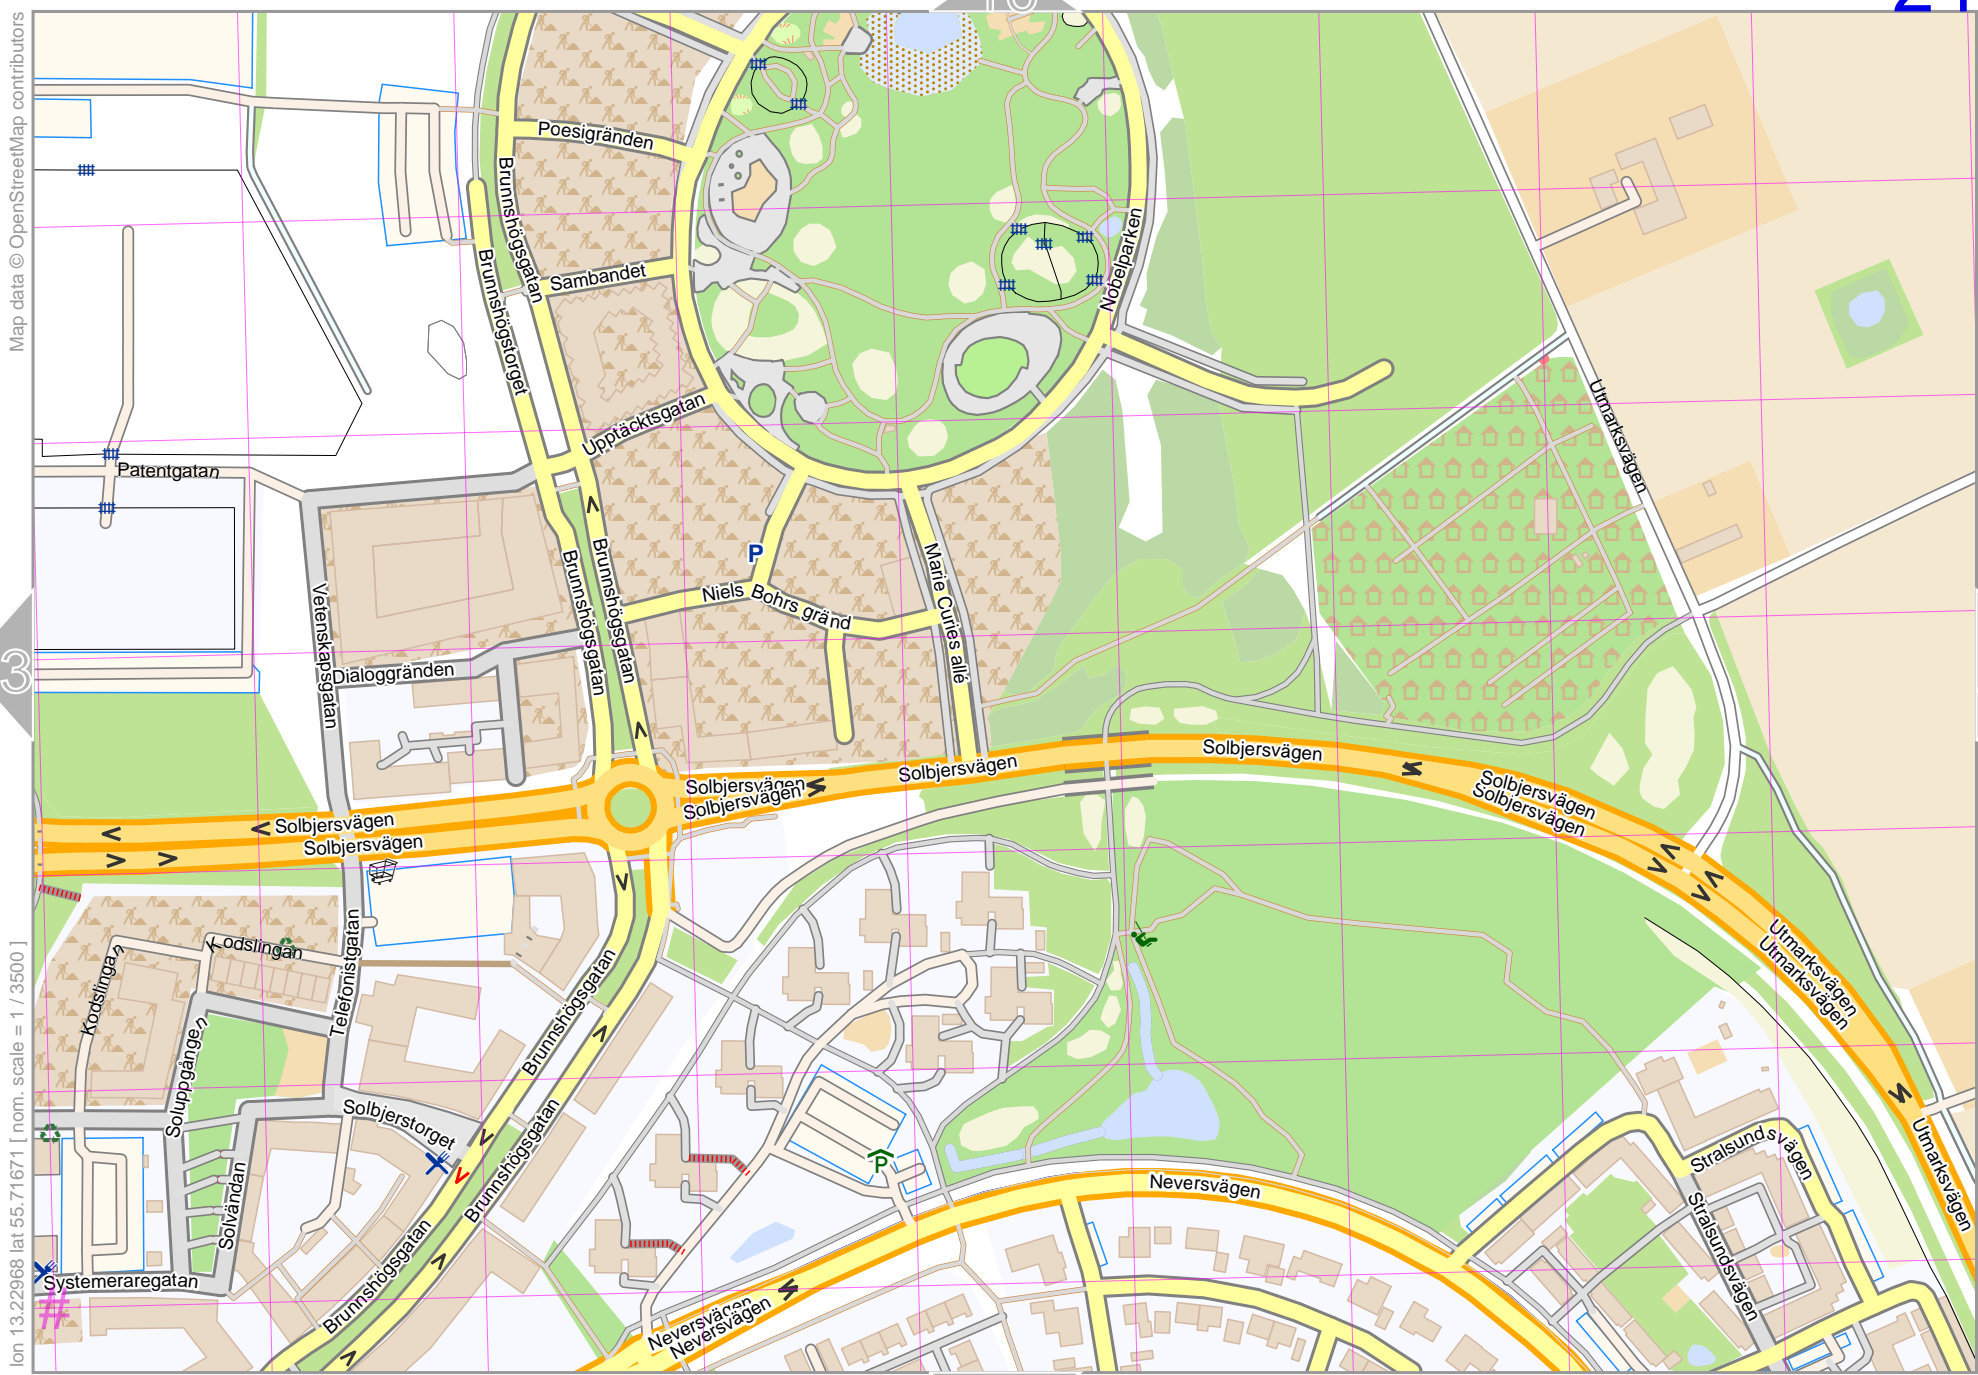 Map data © OpenStreetMap contributors
lon 13.22968 lat 55.71671 [ nom. scale = 1 / 3500 ]
3
Poesigränden
Brunnshögsgatan
Brunnshögstorget
Sambandet
Nobelparken
Upptäcktsgatan
Utmarksvägen
Patentgatan
P
Brunnshögsgatan
Brunnshögsgatan
Marie Curies allé
Niels Bohrs gränd
Vetenskapsgatan
Dialoggränden
Solbjersvägen
Solbjersvägen
Solbjersvägen
Solbjersvägen
Solbjersvägen
Solbjersvägen
Solbjersvägen
Solbjersvägen
Utmarksvägen
Utmarksvägen
Kodslingan
Kodslingan
Telefonistgatan
Brunnshögsgatan
Soluppgången
Solbjerstorget
Brunnshögsgatan
Stralsundsvägen
Utmarksvägen
P
Neversvägen
Solvändan
Stralsundsvägen
Brunnshögsgatan
Systemeraregatan
#
Neversvägen
Neversvägen